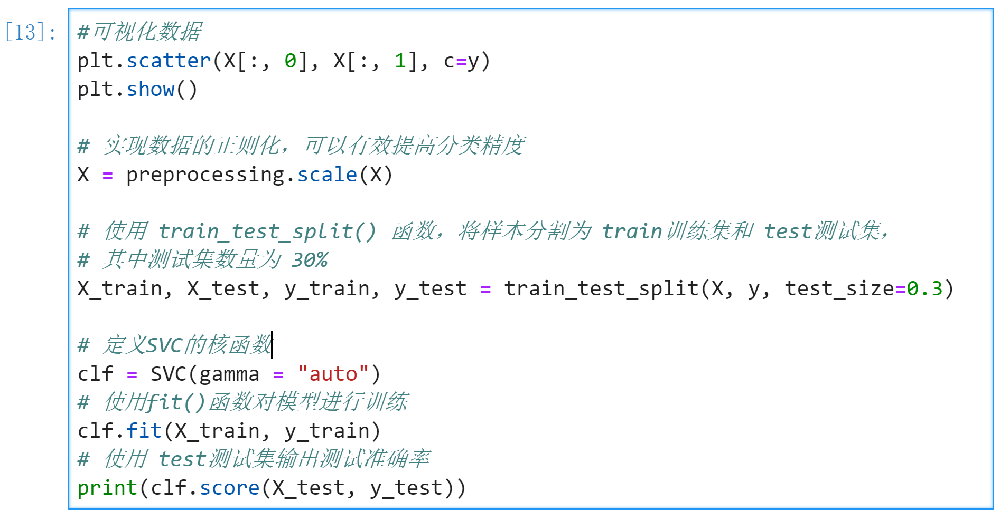 [13]:
#可视化数据
plt.scatter(X[:, 0], X[:, 1], c=y)
plt.show()
# 实现数据的正则化，可以有效提高分类精度
X = preprocessing.scale(X)
# 使用 train_test_split() 函数，将样本分割为 train训练集和 test测试集，
# 其中测试集数量为 30%
X_train, X_test, y_train, y_test = train_test_split(X, y, test_size=0.3)
# 定义SVC的核函数
clf = SVC(gamma = "auto")
# 使用fit()函数对模型进行训练
clf.fit(X_train, y_train)
# 使用 test测试集输出测试准确率
print(clf.score(X_test, y_test))